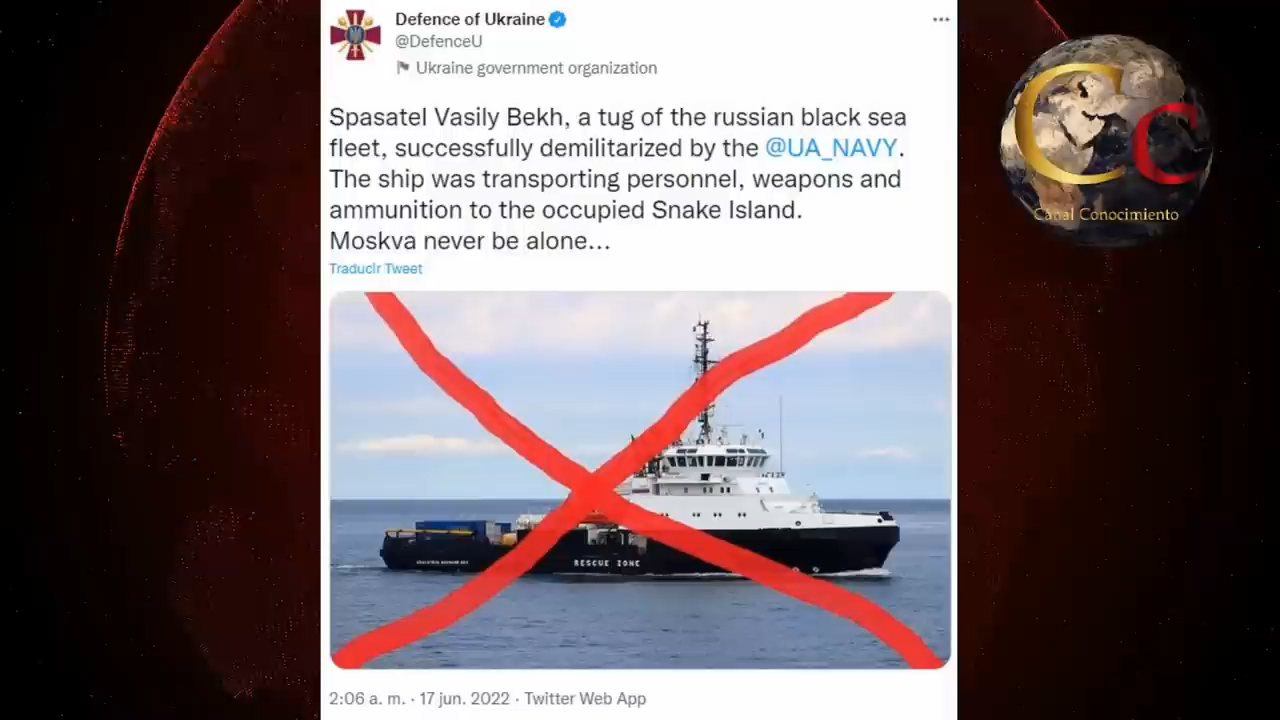 Defence of Ukraine
@DefenceU
Ukraine government organization
Spasatel Vasily Bekh, a tug of the russian black sea
fleet, successfully demilitarized by the @UA_NAVY.
The ship was transporting personnel, weapons and
ammunition to the occupied Snake Island.
Moskva never be alone...
Traducir Tweet
RESCUE ZONE
2:06 a. m. · 17 jun. 2022 · Twitter Web App
CC
Canal Conocimiento